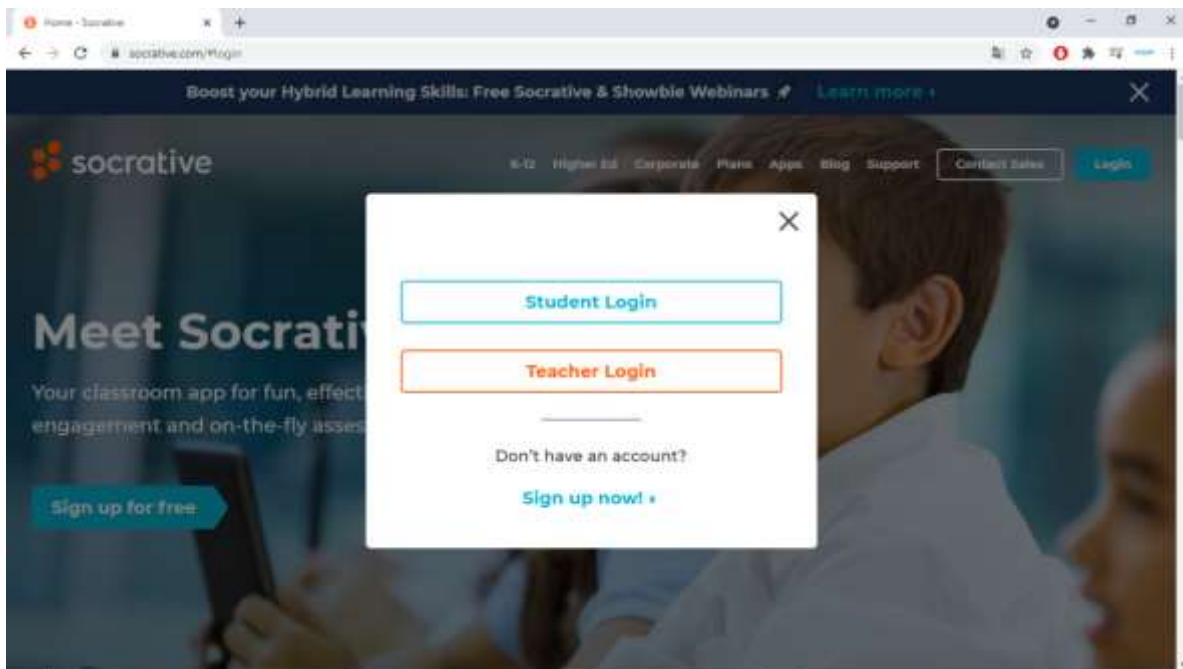 Home - Socrative
socrative.com/#login
Boost your Hybrid Learning Skills: Free Socrative & Showbie Webinars Learn more ›
socrative
K-12 Higher Ed Corporate Plans Apps Blog Support Contact Sales Login
Student Login
Meet Socrati
Teacher Login
Your classroom app for fun, effect
engagement and on-the-fly asses
Don't have an account?
Sign up now! ›
Sign up for free